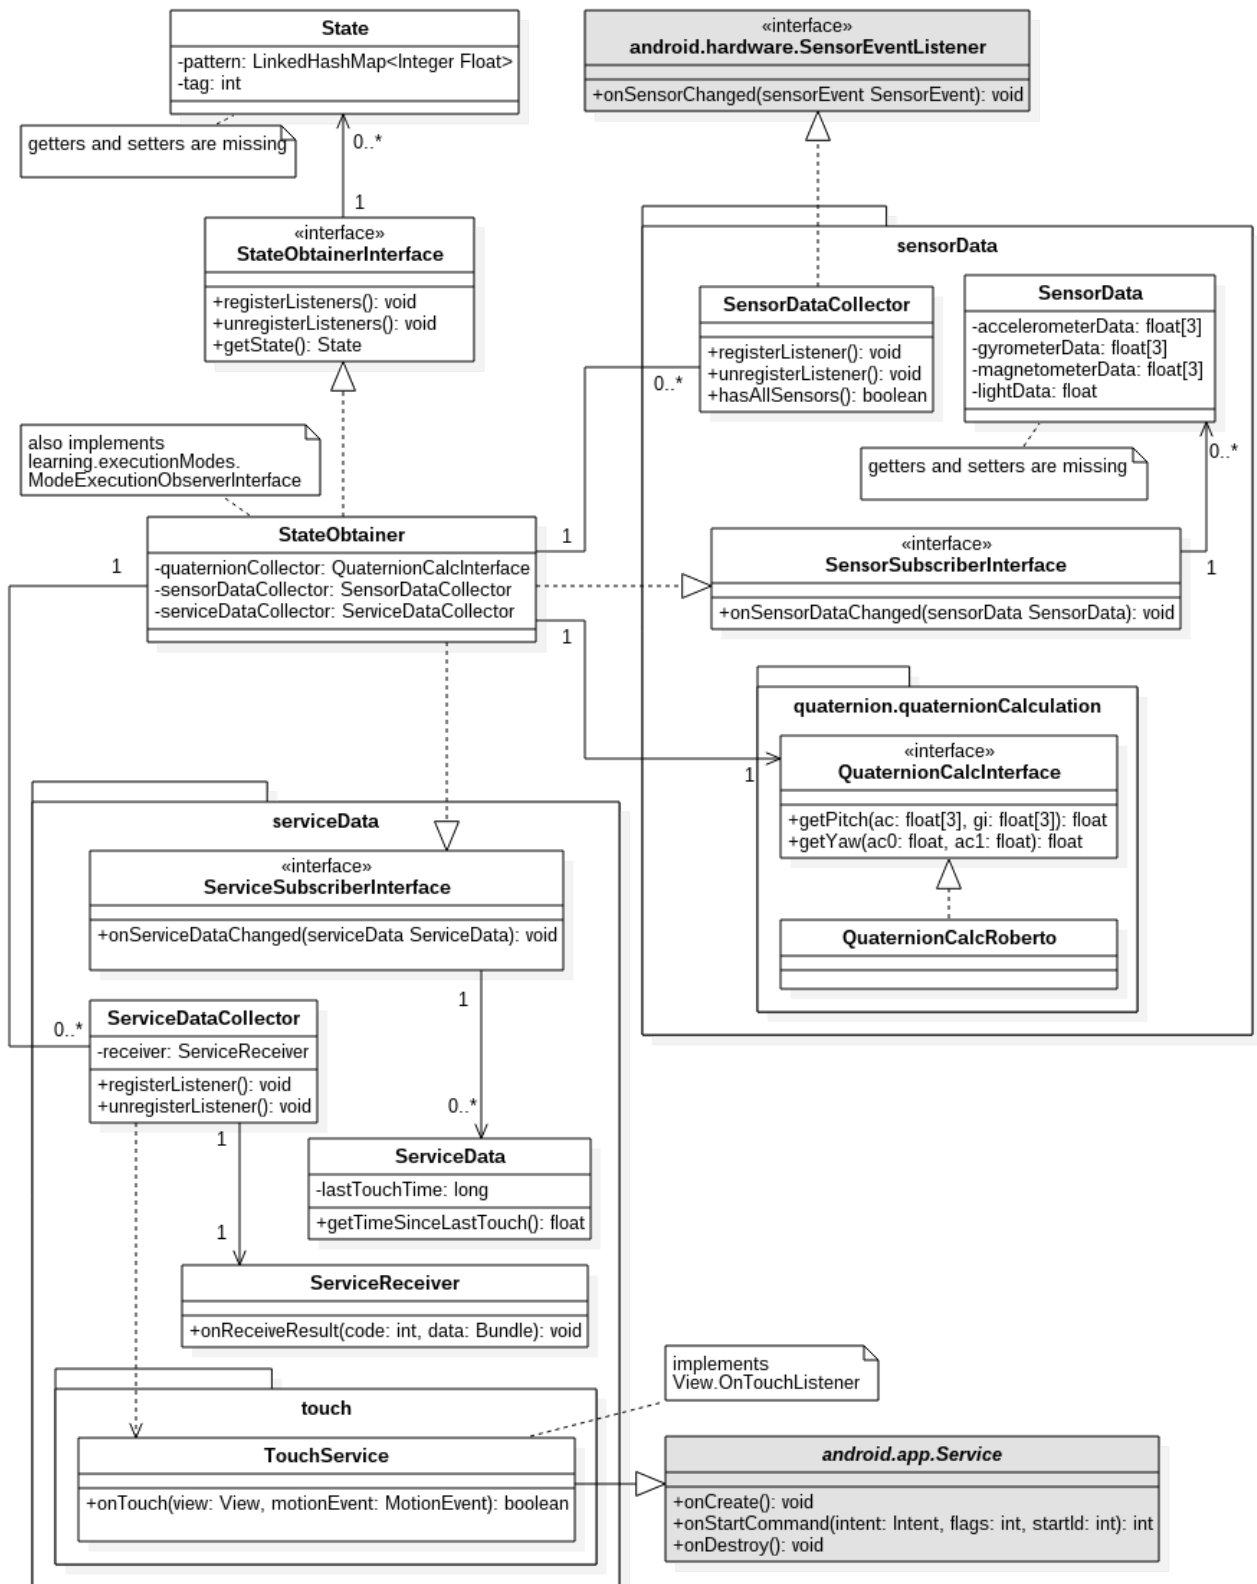 State
-pattern: LinkedHashMap<Integer Float>
-tag: int
getters and setters are missing
0..*
1
«interface»
android.hardware.SensorEventListener
+onSensorChanged(sensorEvent SensorEvent): void
«interface»
StateObtainerInterface
+registerListeners(): void
+unregisterListeners(): void
+getState(): State
sensorData
SensorDataCollector
+registerListener(): void
+unregisterListener(): void
+hasAllSensors(): boolean
0..*
SensorData
-accelerometerData: float[3]
-gyrometerData: float[3]
-magnetometerData: float[3]
-lightData: float
getters and setters are missing
0..*
also implements
learning.executionModes.
ModeExecutionObserverInterface
StateObtainer
-quaternionCollector: QuaternionCalcInterface
-sensorDataCollector: SensorDataCollector
-serviceDataCollector: ServiceDataCollector
1
1
1
«interface»
SensorSubscriberInterface
+onSensorDataChanged(sensorData SensorData): void
1
quaternion.quaternionCalculation
«interface»
QuaternionCalcInterface
+getPitch(ac: float[3], gi: float[3]): float
+getYaw(ac0: float, ac1: float): float
1
QuaternionCalcRoberto
serviceData
«interface»
ServiceSubscriberInterface
+onServiceDataChanged(serviceData ServiceData): void
1
0..*
ServiceDataCollector
-receiver: ServiceReceiver
+registerListener(): void
+unregisterListener(): void
0..*
1
1
ServiceData
-lastTouchTime: long
+getTimeSinceLastTouch(): float
ServiceReceiver
+onReceiveResult(code: int, data: Bundle): void
touch
TouchService
+onTouch(view: View, motionEvent: MotionEvent): boolean
implements
View.OnTouchListener
android.app.Service
+onCreate(): void
+onStartCommand(intent: Intent, flags: int, startId: int): int
+onDestroy(): void